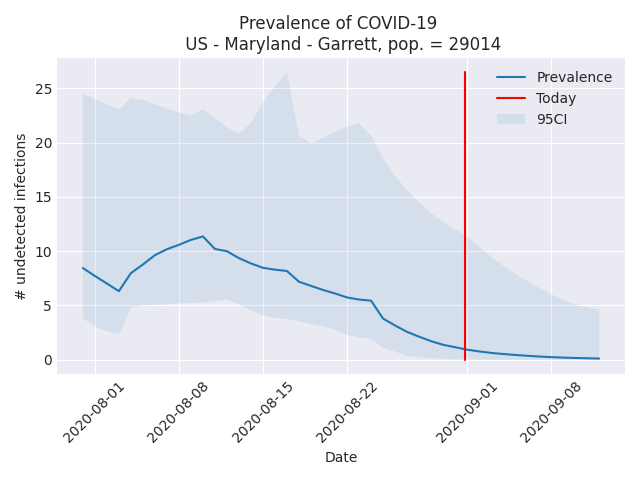 Prevalence of COVID-19
US - Maryland - Garrett, pop. = 29014
Prevalence
Today
95CI
# undetected infections
25
20
15
10
5
0
2020-08-01
2020-08-08
2020-08-15
2020-08-22
2020-09-01
2020-09-08
Date